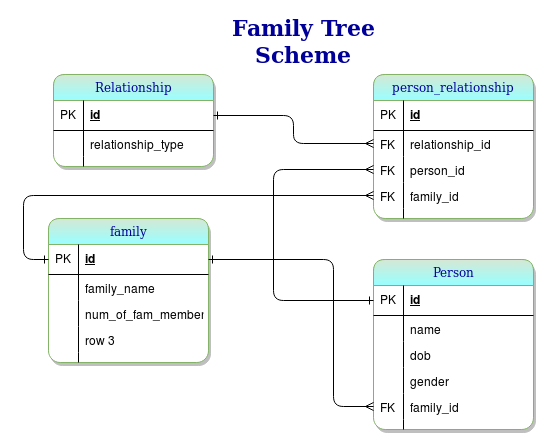 Family Tree
Scheme
Relationship
PK id
relationship_type
person_relationship
PK id
FK relationship_id
FK person_id
FK family_id
family
PK id
family_name
num_of_fam_member
row 3
Person
PK id
name
dob
gender
FK family_id